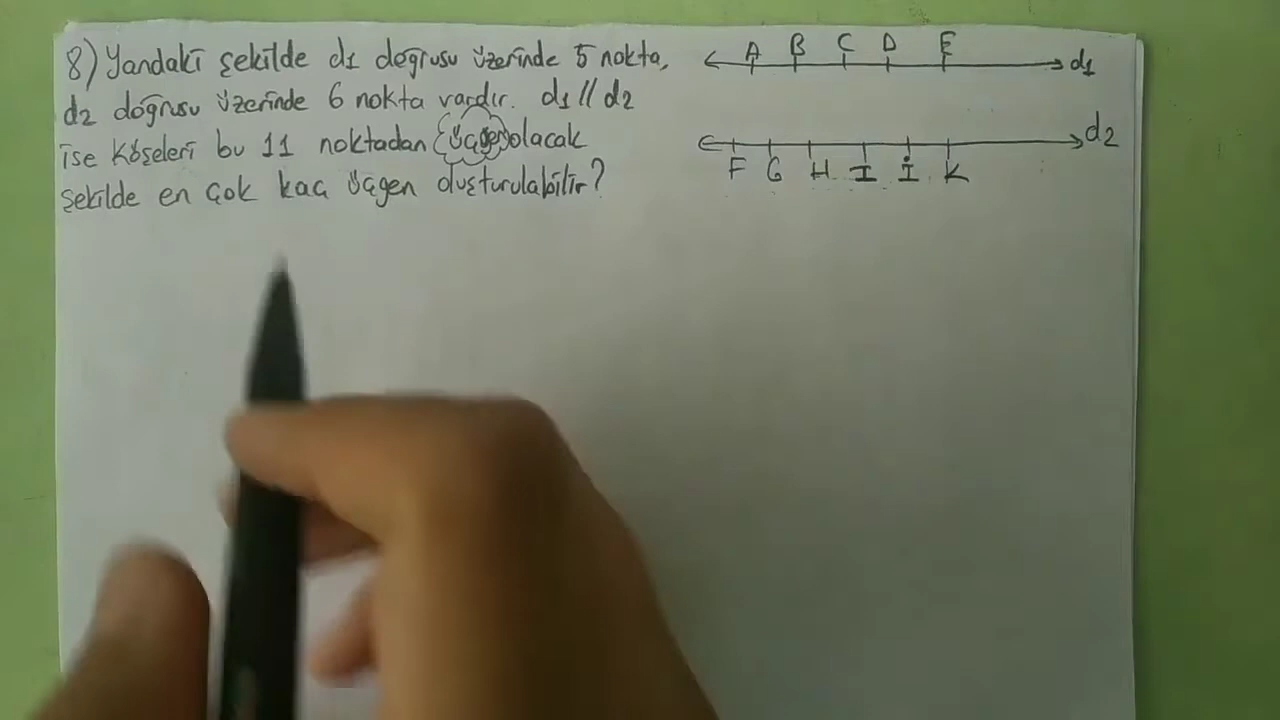 8) Yandaki şekilde d1 doğrusu üzerinde 5 nokta,
d2 doğrusu üzerinde 6 nokta vardır. d1 // d2
ise köşeleri bu 11 noktadan üçgen olacak
şekilde en çok kaç üçgen oluşturulabilir?
A B C D E d1
d2
F G H I İ K